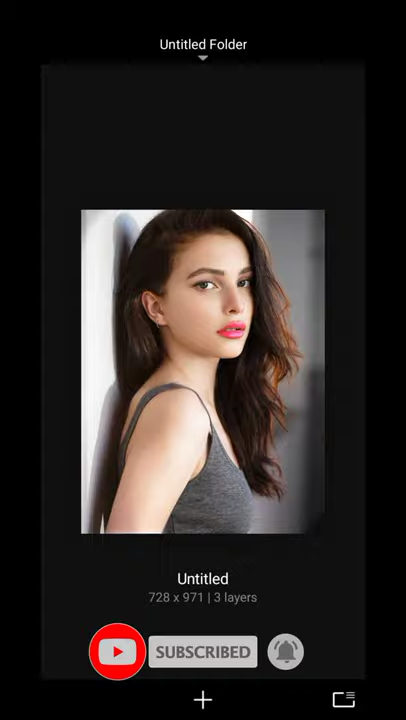 Untitled Folder
Untitled
728 x 971 | 3 layers
SUBSCRIBED